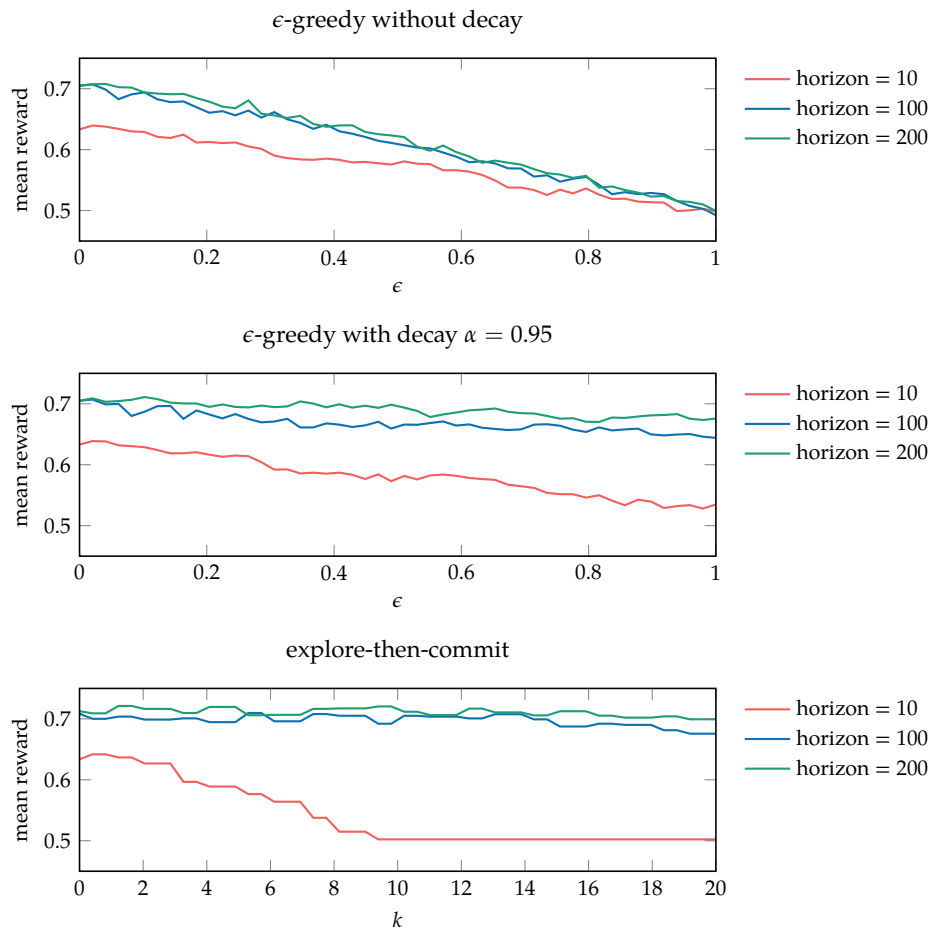 ϵ-greedy without decay
0.7
0.6
0.5
mean reward
0 0.2 0.4 0.6 0.8 1
ϵ
horizon = 10
horizon = 100
horizon = 200
ϵ-greedy with decay α = 0.95
0.7
0.6
0.5
mean reward
0 0.2 0.4 0.6 0.8 1
ϵ
horizon = 10
horizon = 100
horizon = 200
explore-then-commit
0.7
0.6
0.5
mean reward
0 2 4 6 8 10 12 14 16 18 20
k
horizon = 10
horizon = 100
horizon = 200